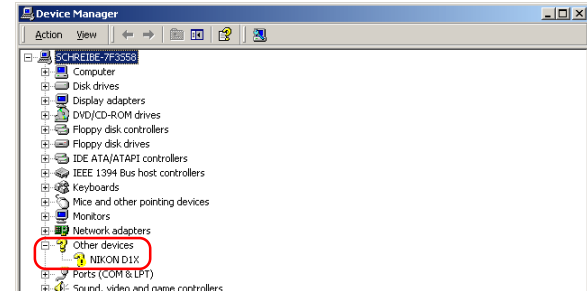 Device Manager
Action View
SCHREIBE-7F3558
Computer
Disk drives
Display adapters
DVD/CD-ROM drives
Floppy disk controllers
Floppy disk drives
IDE ATA/ATAPI controllers
IEEE 1394 Bus host controllers
Keyboards
Mice and other pointing devices
Monitors
Network adapters
Other devices
NIKON D1X
Ports (COM & LPT)
Sound, video and game controllers